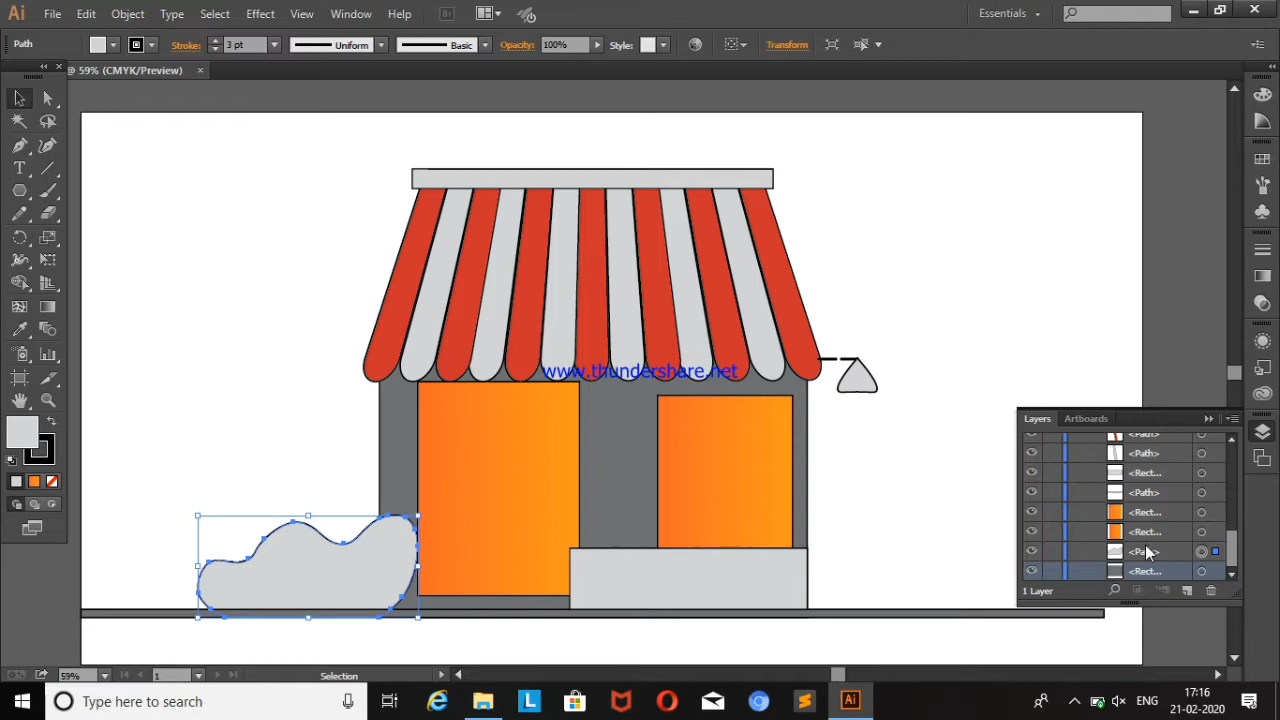 Ai File Edit Object Type Select Effect View Window Help Br Essentials
Path Stroke: 3 pt Uniform Basic Opacity: 100% Style: Transform
@ 59% (CMYK/Preview) ×
www.thundershare.net
Layers Artboards
<Path>
<Path>
<Rect...
<Path>
<Rect...
<Rect...
<Rect...
1 Layer
59% 1 Selection
Type here to search
L
Ai
ENG
17:16
21-02-2020